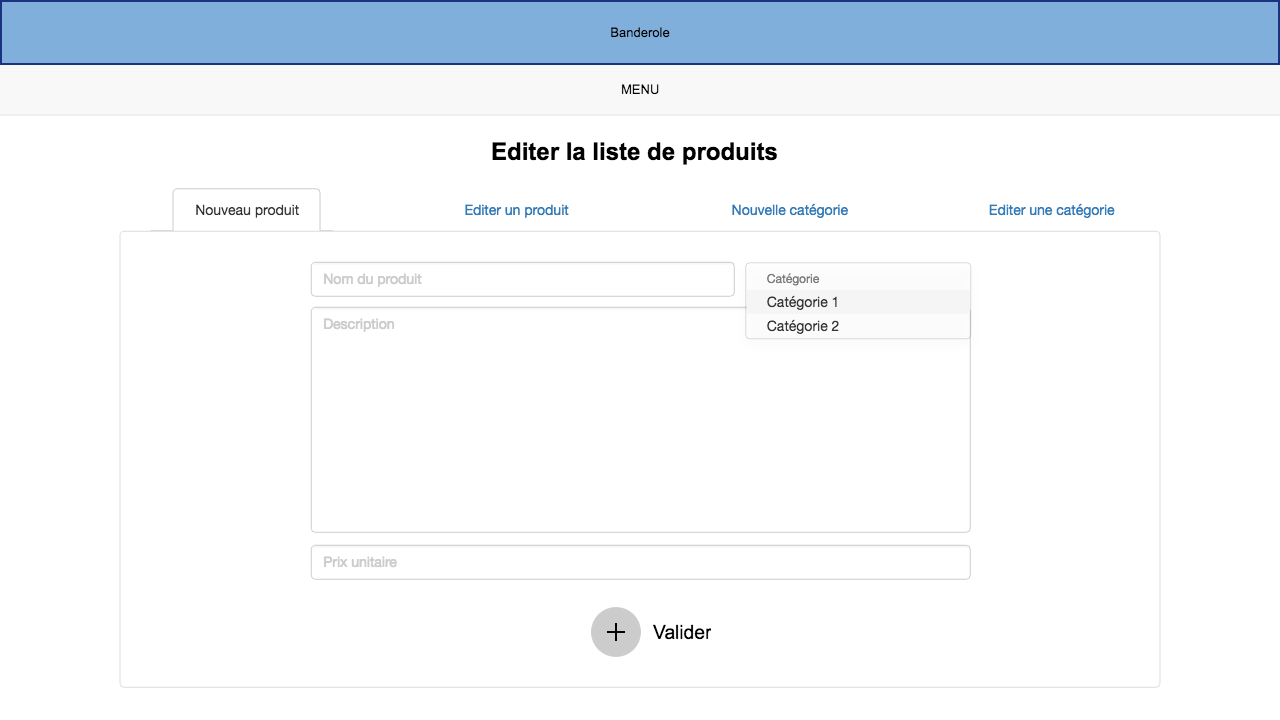 Banderole
MENU
Editer la liste de produits
Nouveau produit
Editer un produit
Nouvelle catégorie
Editer une catégorie
Nom du produit
Catégorie
Catégorie 1
Catégorie 2
Description
Prix unitaire
Valider